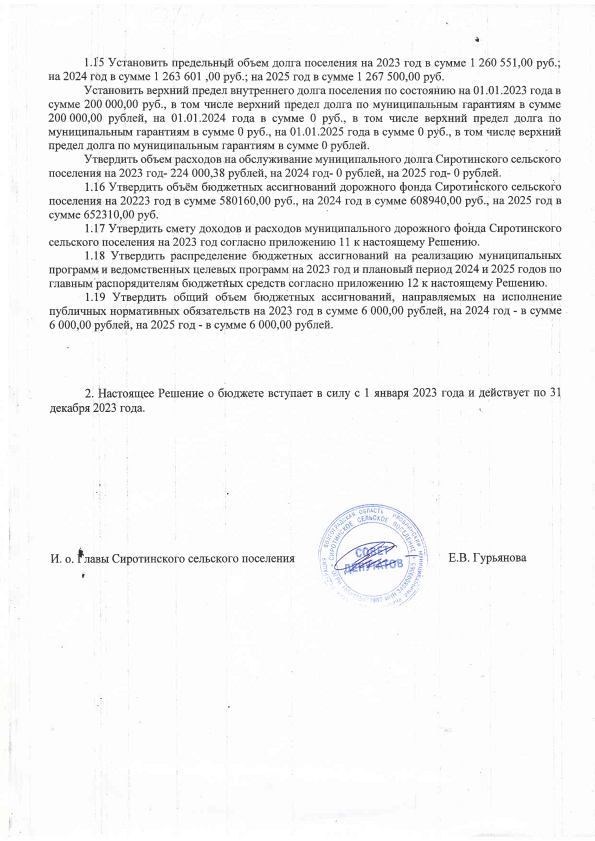 1.15 Установить предельный объем долга поселения на 2023 год в сумме 1 260 551,00 руб.;
на 2024 год в сумме 1 263 601 ,00 руб.; на 2025 год в сумме 1 267 500,00 руб.
Установить верхний предел внутреннего долга поселения по состоянию на 01.01.2023 года в
сумме 200 000,00 руб., в том числе верхний предел долга по муниципальным гарантиям в сумме
200 000,00 рублей, на 01.01.2024 года в сумме 0 руб., в том числе верхний предел долга по
муниципальным гарантиям в сумме 0 руб., на 01.01.2025 года в сумме 0 руб., в том числе верхний
предел долга по муниципальным гарантиям в сумме 0 рублей.
Утвердить объем расходов на обслуживание муниципального долга Сиротинского сельского
поселения на 2023 год- 224 000,38 рублей, на 2024 год- 0 рублей, на 2025 год- 0 рублей.
1.16 Утвердить объём бюджетных ассигнований дорожного фонда Сиротинского сельского
поселения на 20223 год в сумме 580160,00 руб., на 2024 год в сумме 608940,00 руб., на 2025 год в
сумме 652310,00 руб.
1.17 Утвердить смету доходов и расходов муниципального дорожного фонда Сиротинского
сельского поселения на 2023 год согласно приложению 11 к настоящему Решению.
1.18 Утвердить распределение бюджетных ассигнований на реализацию муниципальных
программ и ведомственных целевых программ на 2023 год и плановый период 2024 и 2025 годов по
главным распорядителям бюджетных средств согласно приложению 12 к настоящему Решению.
1.19 Утвердить общий объем бюджетных ассигнований, направляемых на исполнение
публичных нормативных обязательств на 2023 год в сумме 6 000,00 рублей, на 2024 год - в сумме
6 000,00 рублей, на 2025 год - в сумме 6 000,00 рублей.
2. Настоящее Решение о бюджете вступает в силу с 1 января 2023 года и действует по 31
декабря 2023 года.
И. о. Главы Сиротинского сельского поселения
ВОЛГОГРАДСКАЯ ОБЛАСТЬ
СИРОТИНСКОЕ СЕЛЬСКОЕ ПОСЕЛЕНИЕ
СОВЕТ
ДЕПУТАТОВ
Е.В. Гурьянова